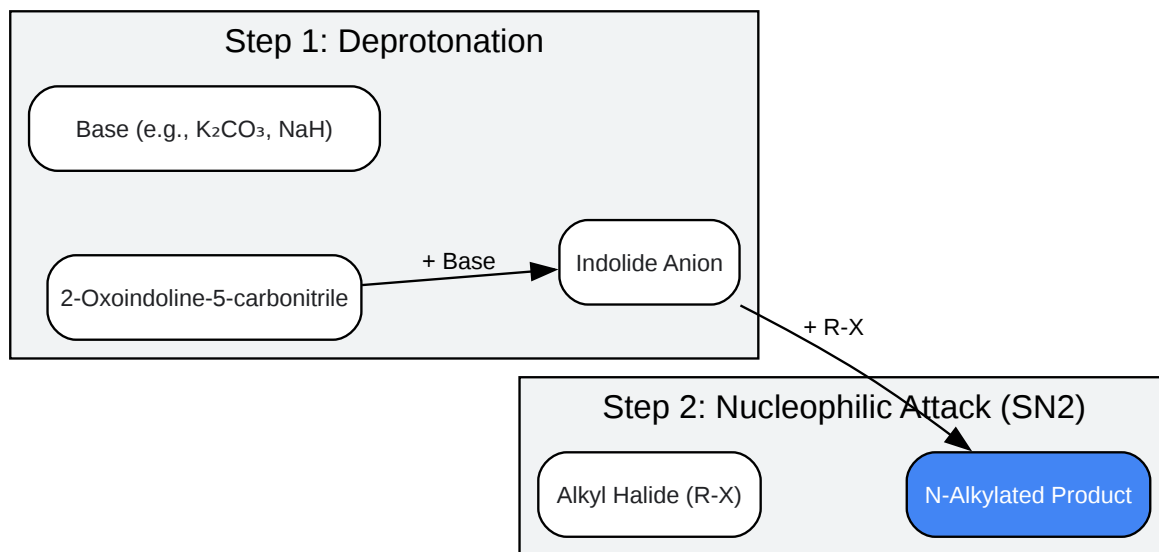 Step 1: Deprotonation
Base (e.g., K₂CO₃, NaH)
+ Base
Indolide Anion
2-Oxoindoline-5-carbonitrile
+ R-X
Step 2: Nucleophilic Attack (SN2)
Alkyl Halide (R-X)
N-Alkylated Product